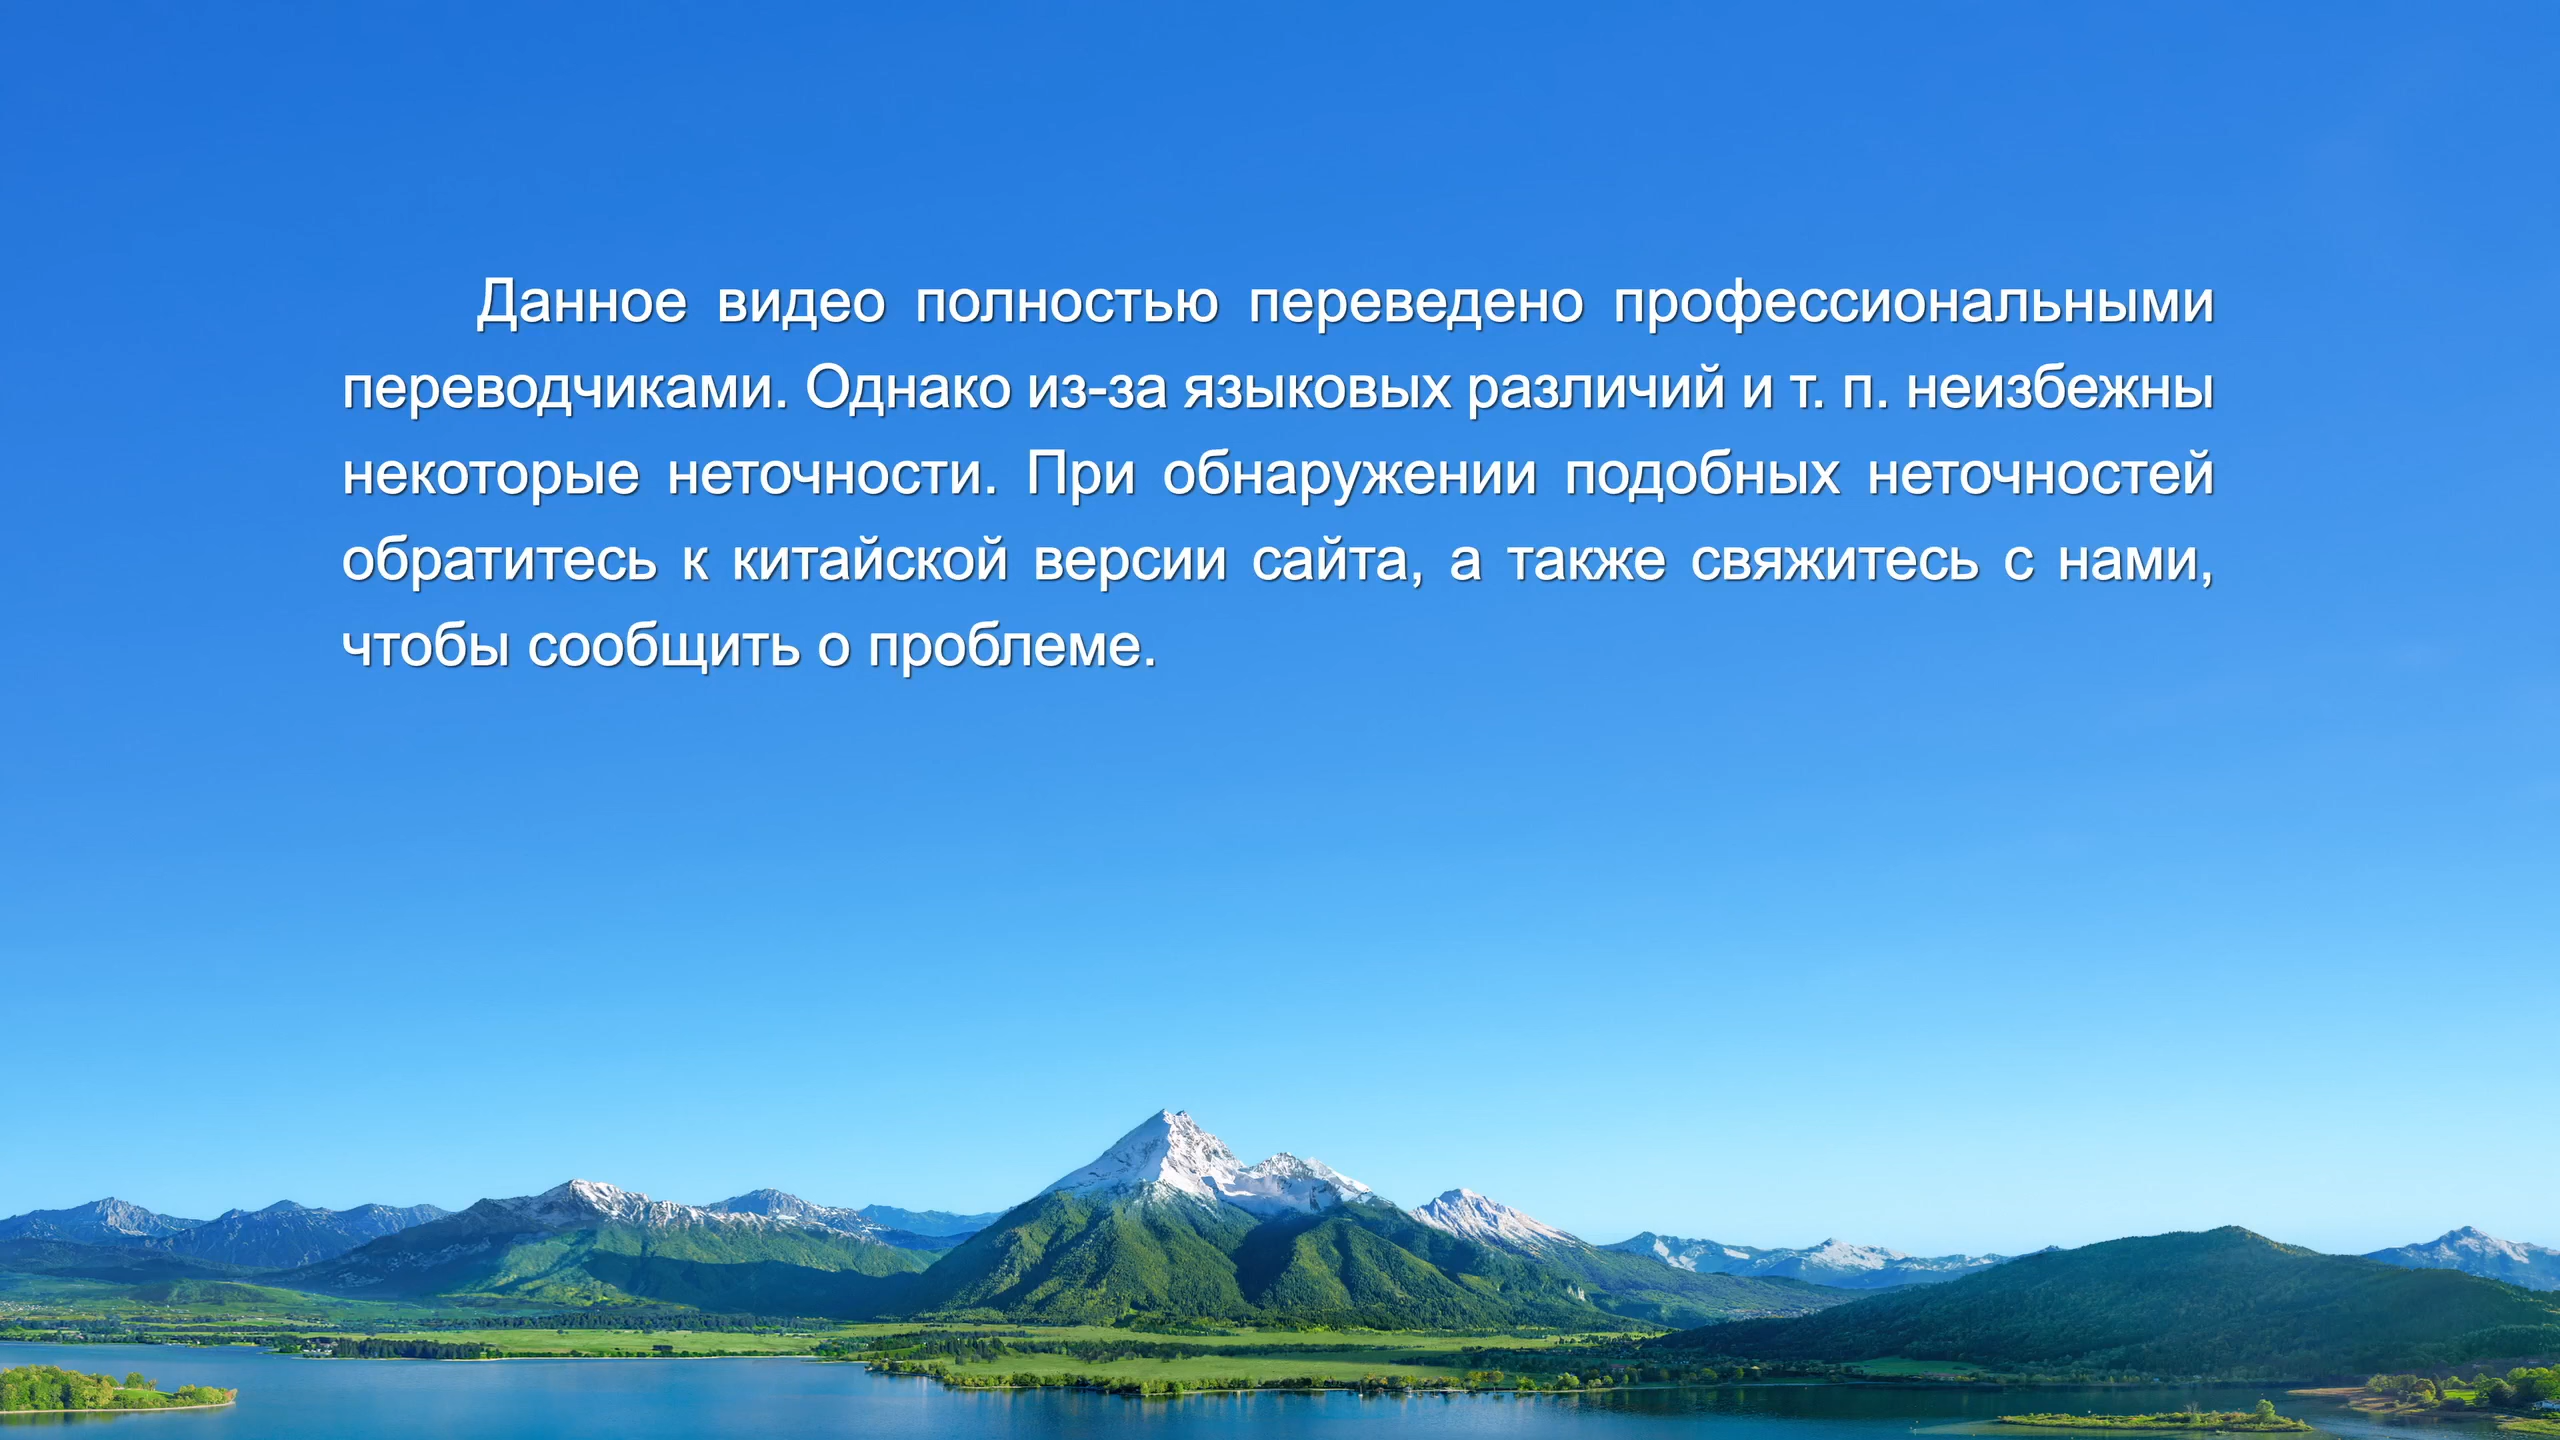 Данное видео полностью переведено профессиональными
переводчиками. Однако из-за языковых различий и т. п. неизбежны
некоторые неточности. При обнаружении подобных неточностей
обратитесь к китайской версии сайта, а также свяжитесь с нами,
чтобы сообщить о проблеме.